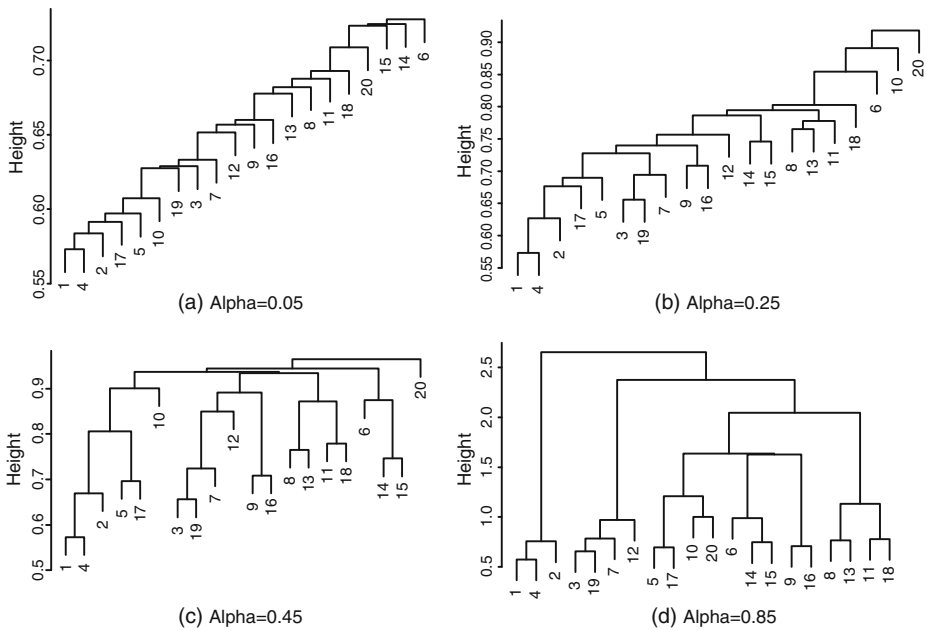 Height
0.55 0.60 0.65 0.70
1 4 2 17 5 10 19 3 7 12 9 16 13 8 11 18 20 15 14 6
(a) Alpha=0.05
Height
0.55 0.60 0.65 0.70 0.75 0.80 0.85 0.90
1 4 2 17 5 3 19 7 9 16 12 14 15 8 13 11 18 6 10 20
(b) Alpha=0.25
Height
0.5 0.6 0.7 0.8 0.9
1 4 2 5 17 10 3 19 7 12 9 16 8 13 11 18 6 14 15 20
(c) Alpha=0.45
Height
0.5 1.0 1.5 2.0 2.5
1 4 2 3 19 7 12 5 17 10 20 6 14 15 9 16 8 13 11 18
(d) Alpha=0.85